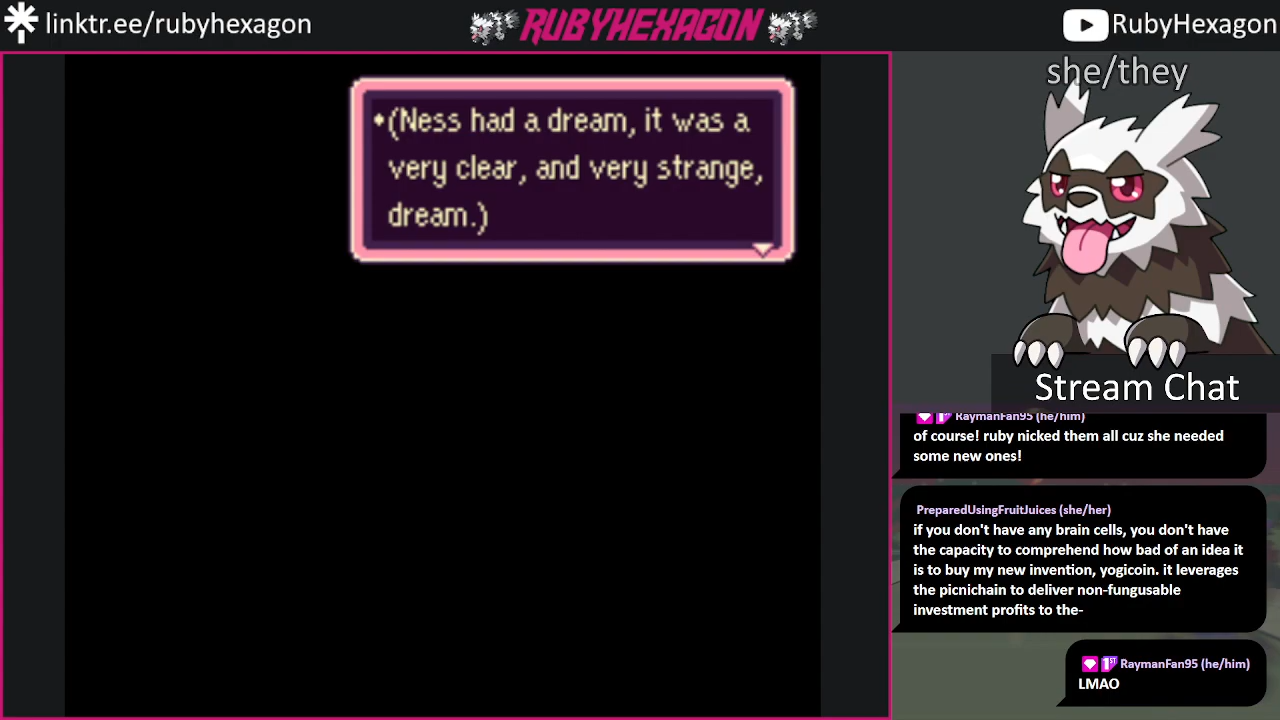 linktr.ee/rubyhexagon
RUBYHEXAGON
RubyHexagon
she/they
•(Ness had a dream, it was a
very clear, and very strange,
dream.)
Stream Chat
1ST RaymanFan95 (he/him)
of course! ruby nicked them all cuz she needed
some new ones!
PreparedUsingFruitJuices (she/her)
if you don't have any brain cells, you don't have
the capacity to comprehend how bad of an idea it
is to buy my new invention, yogicoin. it leverages
the picnichain to deliver non-fungusable
investment profits to the-
1ST RaymanFan95 (he/him)
LMAO